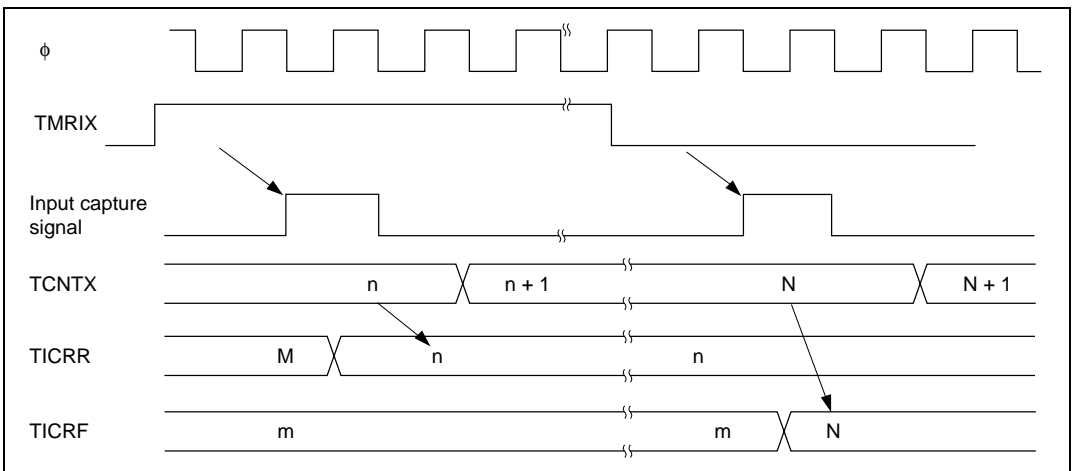 ϕ
TMRIX
Input capture
signal
TCNTX n n + 1 N N + 1
TICRR M n n
TICRF m m N